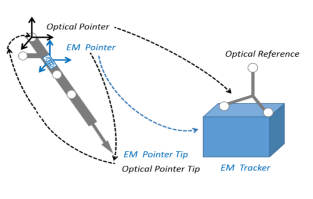 Optical Pointer
EM Pointer
Optical Reference
EM Pointer Tip
Optical Pointer Tip
EM Tracker